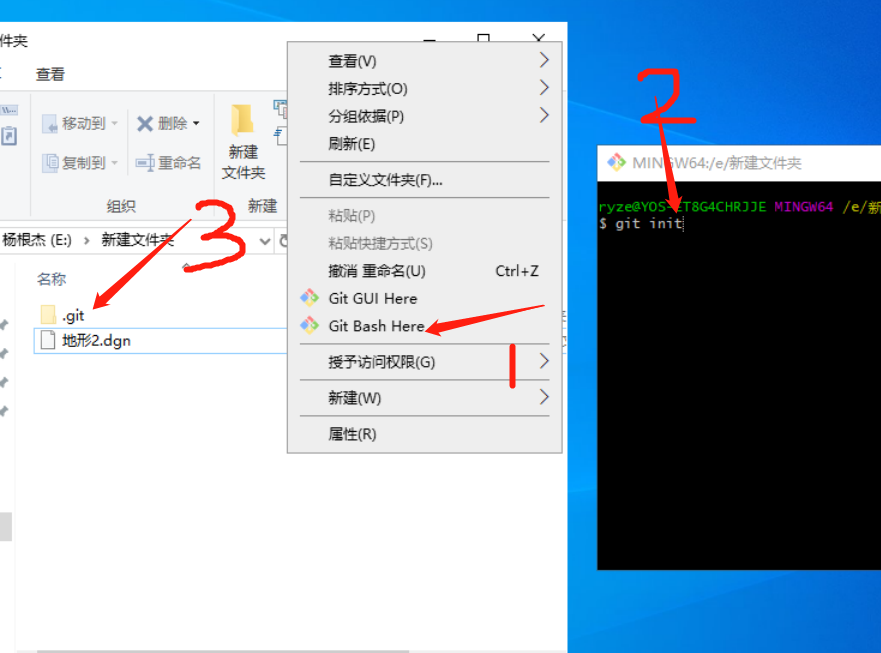 件夹
查看
移动到
删除
复制到
重命名
新建
文件夹
组织
新建
杨根杰 (E:)
新建文件夹
名称
.git
地形2.dgn
查看(V)
排序方式(O)
分组依据(P)
刷新(E)
自定义文件夹(F)...
粘贴(P)
粘贴快捷方式(S)
撤消 重命名(U) Ctrl+Z
Git GUI Here
Git Bash Here
授予访问权限(G)
新建(W)
属性(R)
1
2
3
MINGW64:/e/新建文件夹
MINGW64 /e/新
$ git init